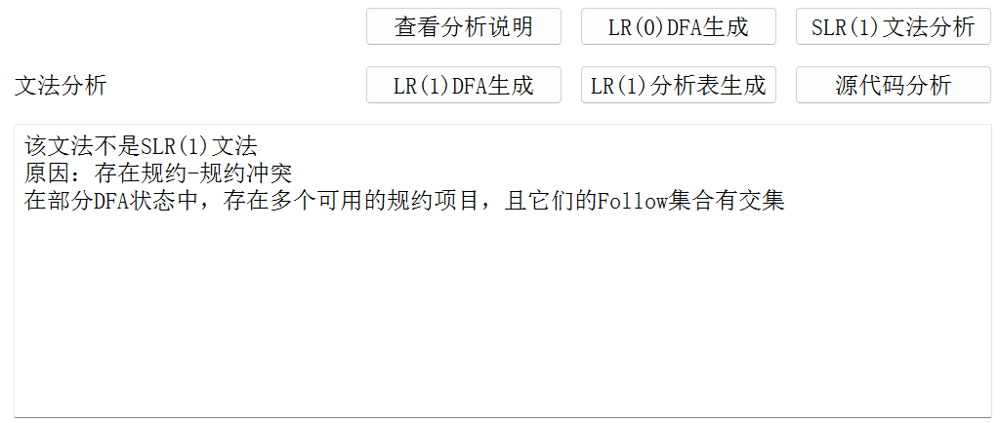 查看分析说明 LR(0)DFA生成 SLR(1)文法分析
文法分析 LR(1)DFA生成 LR(1)分析表生成 源代码分析
该文法不是SLR(1)文法
原因：存在规约-规约冲突
在部分DFA状态中，存在多个可用的规约项目，且它们的Follow集合有交集